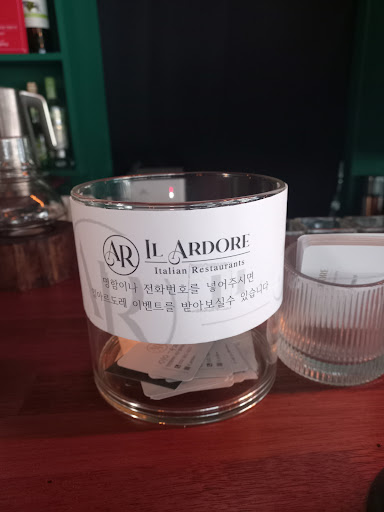 AR
IL ARDORE
Italian Restaurants
명함이나 전화번호를 넣어주시면
일아르도레 이벤트를 받아보실수 있습니다